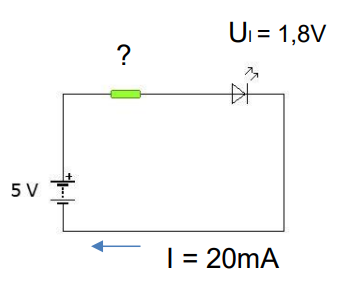 Uₗ = 1,8V
?
+
5 V
I = 20mA